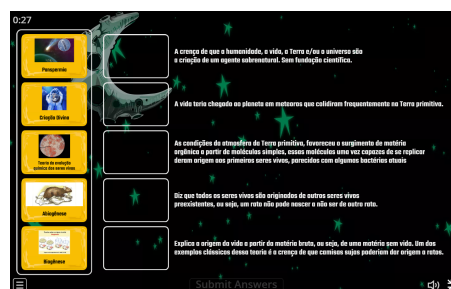 0:27
Panspermia
Criação Divina
Teoria da evolução
química dos seres vivos
Abiogênese
Biogênese
A crença de que a humanidade, a vida, a Terra e/ou o universo são
a criação de um agente sobrenatural. Sem fundação científica.
A vida teria chegado ao planeta em meteoros que colidiram frequentemente na Terra primitiva.
As condições da atmosfera da Terra primitiva, favoreceu o surgimento de matéria
orgânica a partir de moléculas simples, essas moléculas uma vez capazes de se replicar
deram origem aos primeiros seres vivos, parecidos com algumas bactérias atuais
Diz que todos os seres vivos são originados de outros seres vivos
preexistentes, ou seja, um rato não pode nascer a não ser de outro rato.
Explica a origem da vida a partir da matéria bruta, ou seja, de uma matéria sem vida. Um dos
exemplos clássicos dessa teoria é a crença de que camisas sujas poderiam dar origem a ratos.
Submit Answers